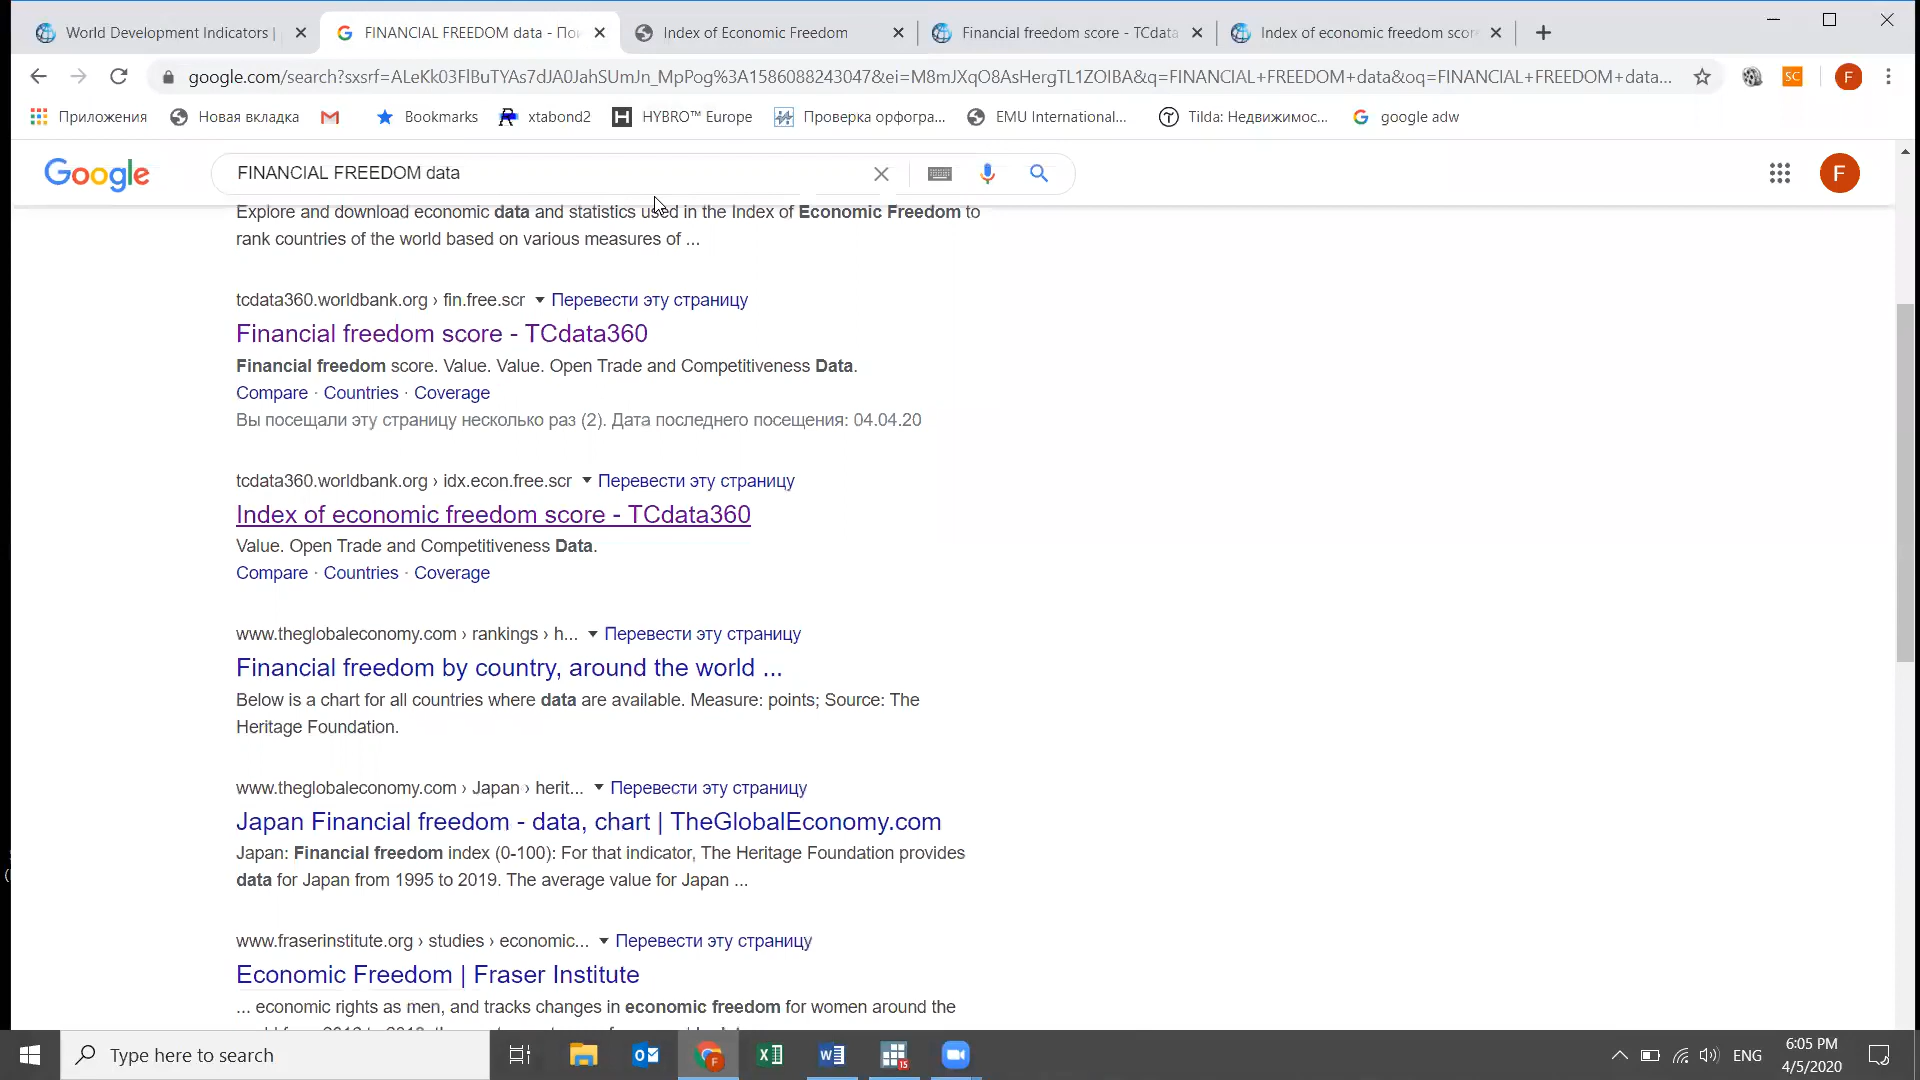 World Development Indicators |
FINANCIAL FREEDOM data - Пои
Index of Economic Freedom
Financial freedom score - TCdata
Index of economic freedom scor
google.com/search?sxsrf=ALeKk03FlBuTYAs7dJA0JahSUmJn_MpPog%3A1586088243047&ei=M8mJXqO8AsHergTL1ZOIBA&q=FINANCIAL+FREEDOM+data&oq=FINANCIAL+FREEDOM+data...
SC
F
Приложения
Новая вкладка
Bookmarks
xtabond2
HYBRO™ Europe
Проверка орфогра...
EMU International...
Tilda: Недвижимос...
google adw
Google
FINANCIAL FREEDOM data
F
Explore and download economic data and statistics used in the Index of Economic Freedom to
rank countries of the world based on various measures of ...
tcdata360.worldbank.org › fin.free.scr ▼ Перевести эту страницу
Financial freedom score - TCdata360
Financial freedom score. Value. Value. Open Trade and Competitiveness Data.
Compare · Countries · Coverage
Вы посещали эту страницу несколько раз (2). Дата последнего посещения: 04.04.20
tcdata360.worldbank.org › idx.econ.free.scr ▼ Перевести эту страницу
Index of economic freedom score - TCdata360
Value. Open Trade and Competitiveness Data.
Compare · Countries · Coverage
www.theglobaleconomy.com › rankings › h... ▼ Перевести эту страницу
Financial freedom by country, around the world ...
Below is a chart for all countries where data are available. Measure: points; Source: The
Heritage Foundation.
www.theglobaleconomy.com › Japan › herit... ▼ Перевести эту страницу
Japan Financial freedom - data, chart | TheGlobalEconomy.com
Japan: Financial freedom index (0-100): For that indicator, The Heritage Foundation provides
data for Japan from 1995 to 2019. The average value for Japan ...
www.fraserinstitute.org › studies › economic... ▼ Перевести эту страницу
Economic Freedom | Fraser Institute
... economic rights as men, and tracks changes in economic freedom for women around the
Type here to search
ENG
6:05 PM
4/5/2020